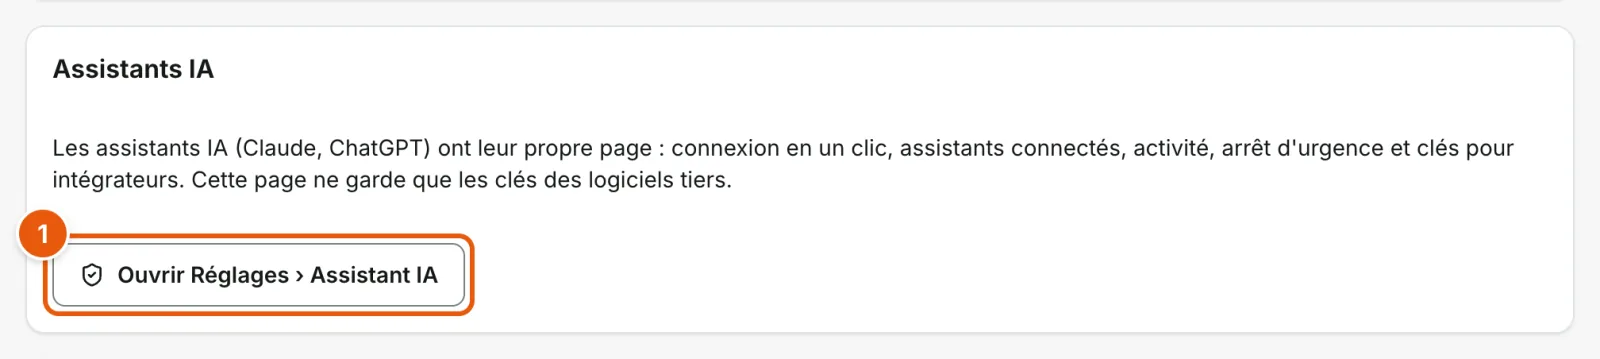 Assistants IA
Les assistants IA (Claude, ChatGPT) ont leur propre page : connexion en un clic, assistants connectés, activité, arrêt d'urgence et clés pour
intégrateurs. Cette page ne garde que les clés des logiciels tiers.
1
Ouvrir Réglages › Assistant IA